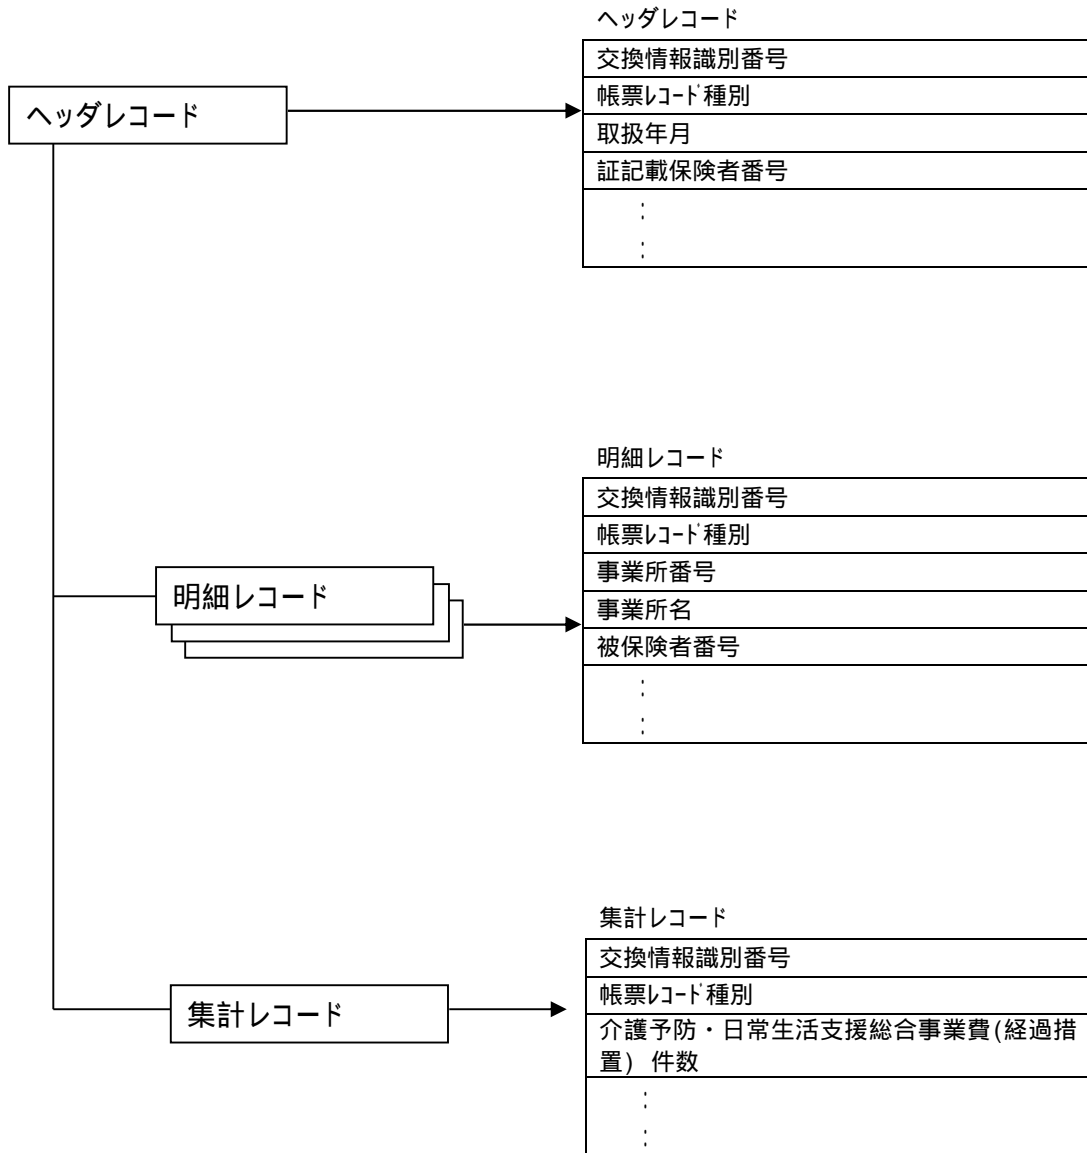 ヘッダレコード
交換情報識別番号
帳票ﾚｺｰﾄﾞ種別
取扱年月
証記載保険者番号
：
：
ヘッダレコード
明細レコード
交換情報識別番号
帳票ﾚｺｰﾄﾞ種別
事業所番号
事業所名
被保険者番号
：
：
明細レコード
集計レコード
交換情報識別番号
帳票ﾚｺｰﾄﾞ種別
介護予防・日常生活支援総合事業費(経過措
置) 件数
：
：
集計レコード